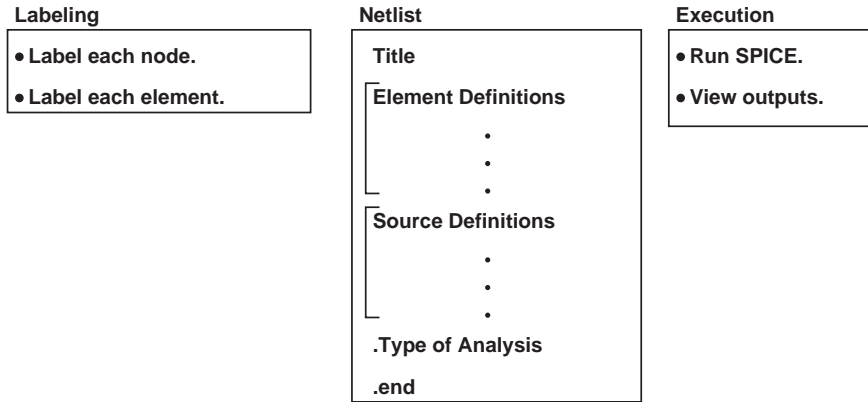 Labeling
• Label each node.
• Label each element.
Netlist
Title
Element Definitions
.
.
.
Source Definitions
.
.
.
.Type of Analysis
.end
Execution
• Run SPICE.
• View outputs.